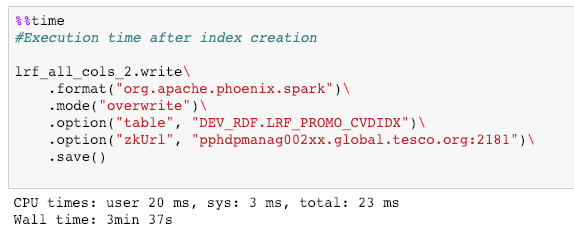 %%time
#Execution time after index creation
lrf_all_cols_2.write\
.format("org.apache.phoenix.spark")\
.mode("overwrite")\
.option("table", "DEV_RDF.LRF_PROMO_CVDIDX")\
.option("zkUrl", "pphdpmanag002xx.global.tesco.org:2181")\
.save()
CPU times: user 20 ms, sys: 3 ms, total: 23 ms
Wall time: 3min 37s